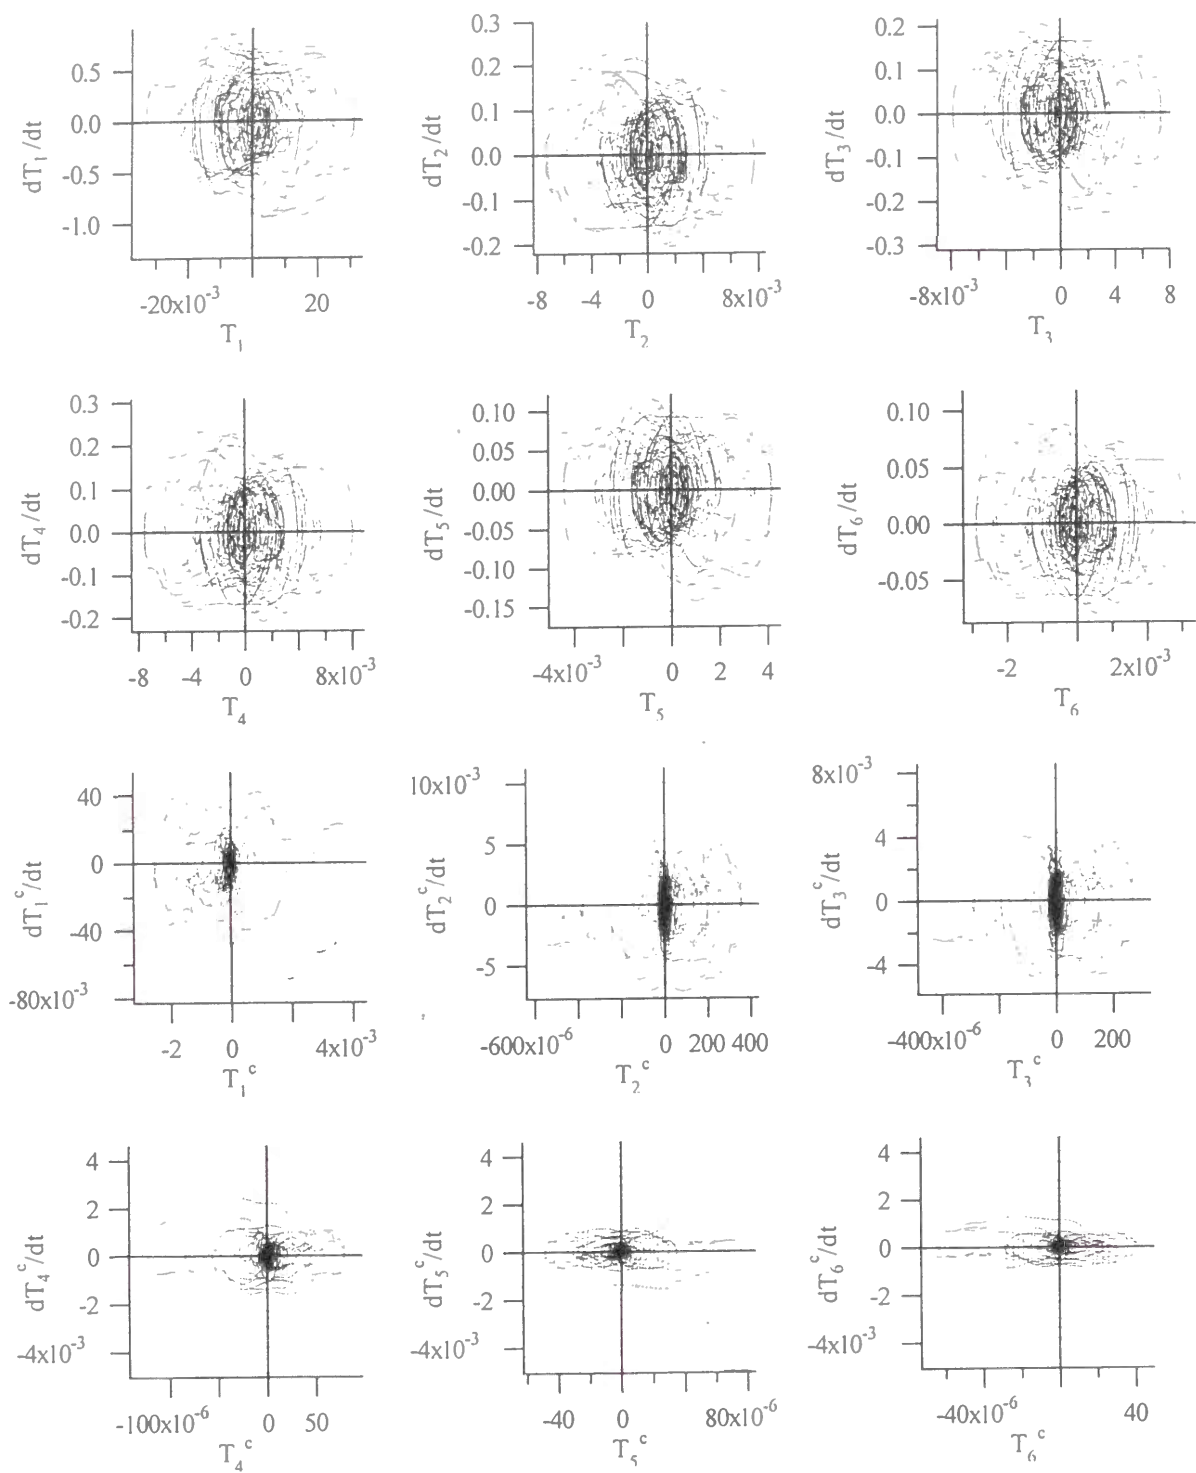 0.5
0.0
-0.5
-1.0
dT1/dt
-20x10-3 20
T1
0.3
0.2
0.1
0.0
-0.1
-0.2
dT2/dt
-8 -4 0 8x10-3
T2
0.2
0.1
0.0
-0.1
-0.2
-0.3
dT3/dt
-8x10-3 0 4 8
T3
0.3
0.2
0.1
0.0
-0.1
-0.2
dT4/dt
-8 -4 0 8x10-3
T4
0.10
0.05
0.00
-0.05
-0.10
-0.15
dT5/dt
-4x10-3 0 2 4
T5
0.10
0.05
0.00
-0.05
dT6/dt
-2 2x10-3
T6
40
0
-40
-80x10-3
dT1c/dt
-2 0 4x10-3
T1c
10x10-3
5
0
-5
dT2c/dt
-600x10-6 0 200 400
T2c
8x10-3
4
0
-4
dT3c/dt
-400x10-6 0 200
T3c
4
2
0
-2
-4x10-3
dT4c/dt
-100x10-6 0 50
T4c
4
2
0
-2
-4x10-3
dT5c/dt
-40 0 80x10-6
T5c
4
2
0
-2
-4x10-3
dT6c/dt
-40x10-6 40
T6c